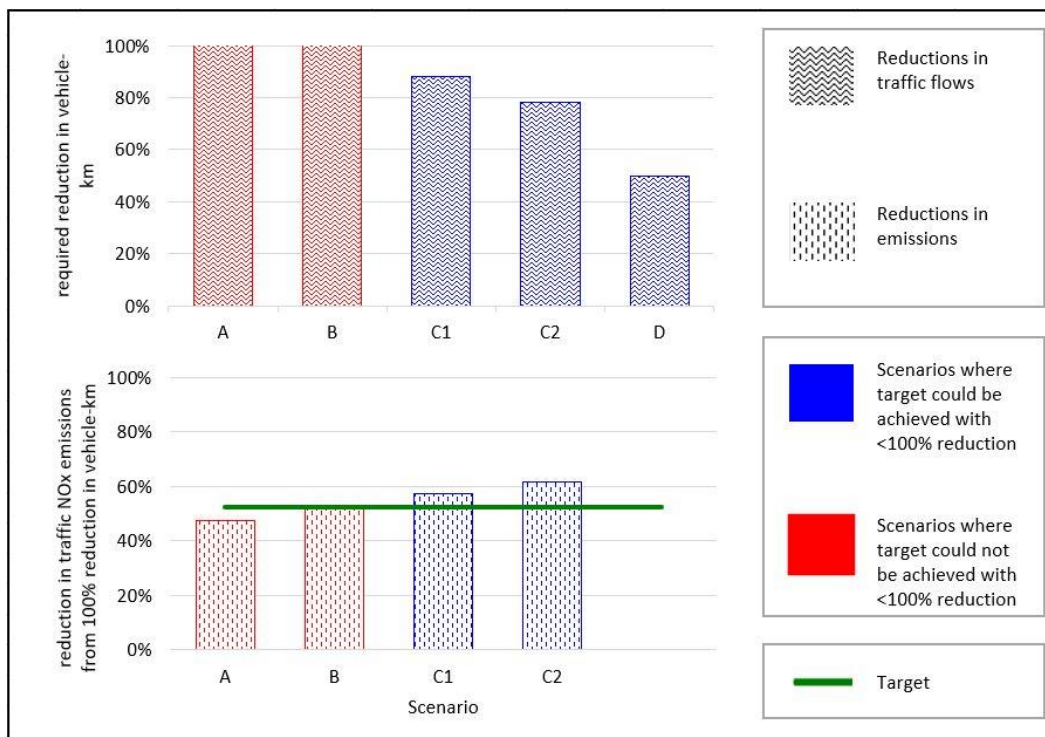 required reduction in vehicle-
km
100%
80%
60%
40%
20%
0%
A B C1 C2 D
reduction in traffic NOx emissions
from 100% reduction in vehicle-km
100%
80%
60%
40%
20%
0%
A B C1 C2
Scenario
Reductions in
traffic flows
Reductions in
emissions
Scenarios where
target could be
achieved with
<100% reduction
Scenarios where
target could not
be achieved with
<100% reduction
Target